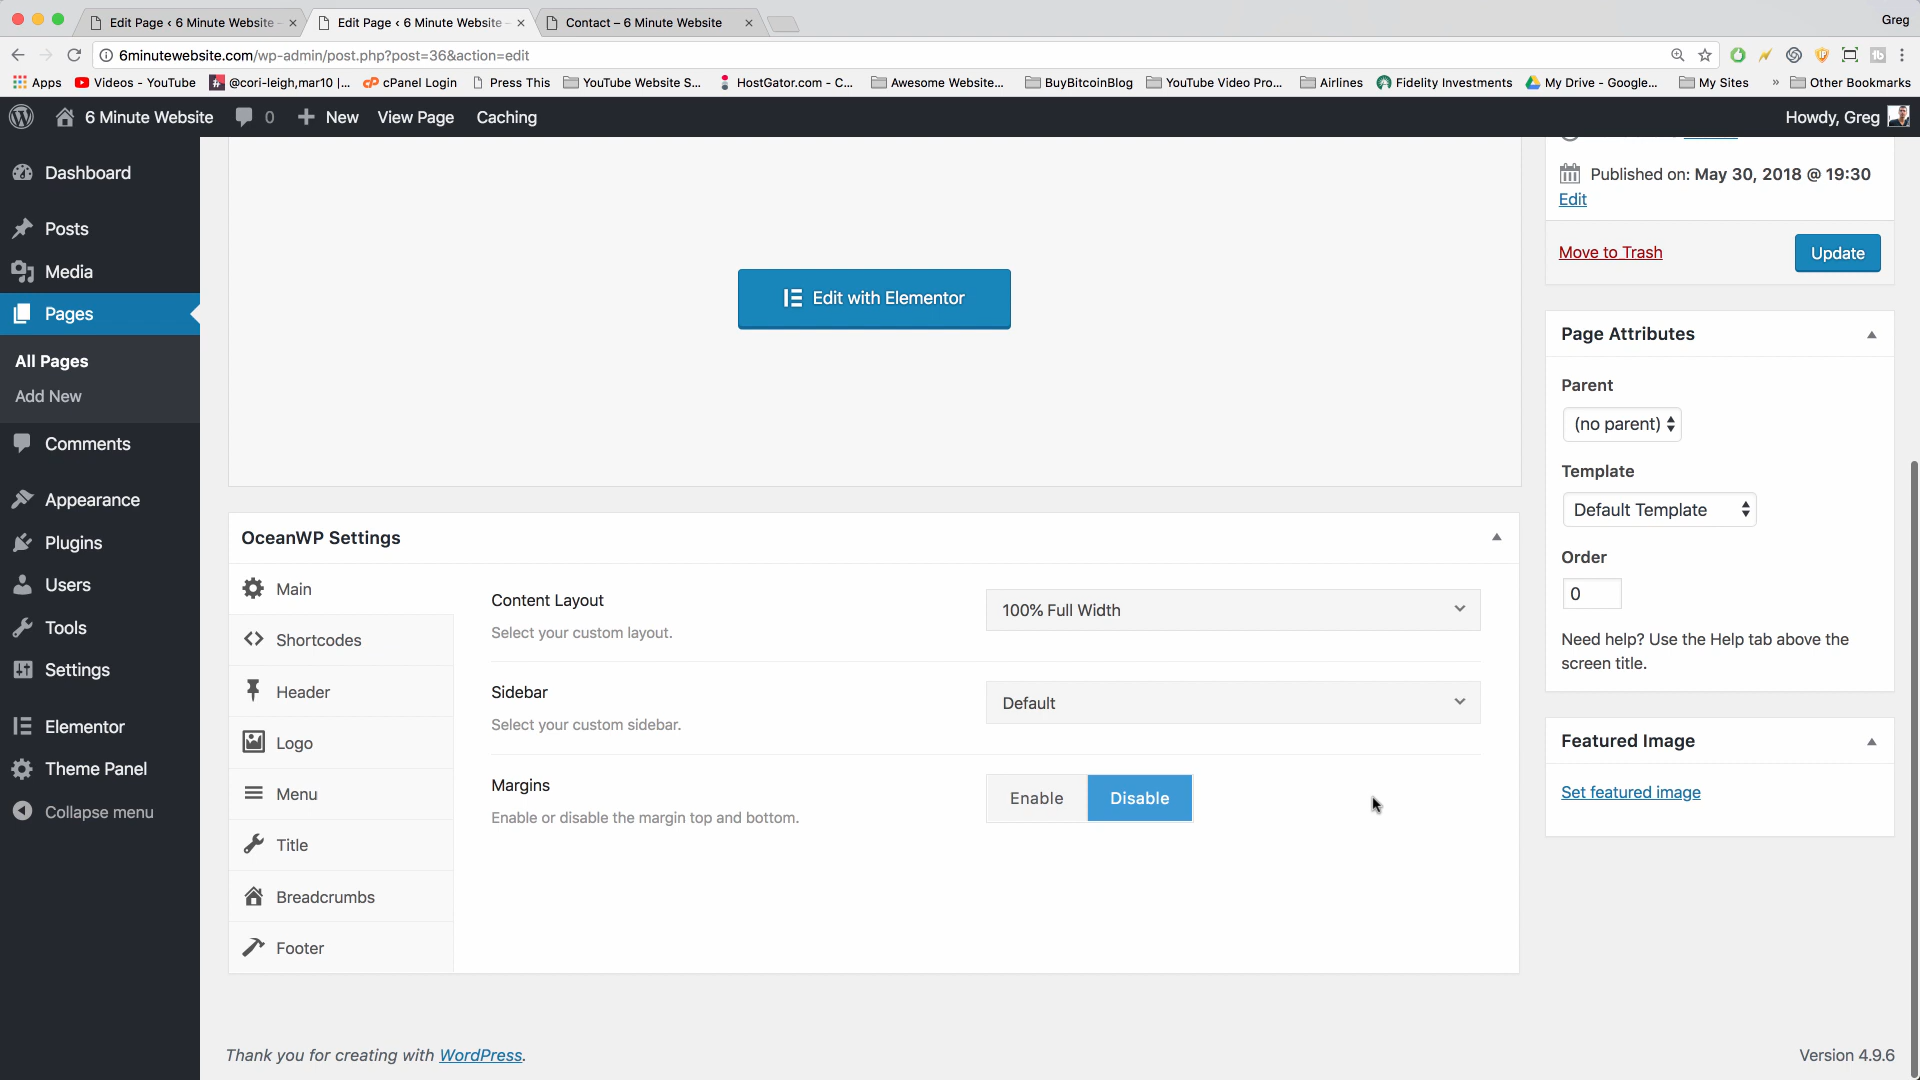 Greg
Edit Page ‹ 6 Minute Website -
Edit Page ‹ 6 Minute Website -
Contact – 6 Minute Website
6minutewebsite.com/wp-admin/post.php?post=36&action=edit
Apps
Videos - YouTube
@cori-leigh,mar10 |...
cPanel Login
Press This
YouTube Website S...
HostGator.com - C...
Awesome Website...
BuyBitcoinBlog
YouTube Video Pro...
Airlines
Fidelity Investments
My Drive - Google...
My Sites
»
Other Bookmarks
6 Minute Website
0
New
View Page
Caching
Howdy, Greg
Dashboard
Posts
Media
Pages
All Pages
Add New
Comments
Appearance
Plugins
Users
Tools
Settings
Elementor
Theme Panel
Collapse menu
Edit with Elementor
OceanWP Settings
Main
Shortcodes
Header
Logo
Menu
Title
Breadcrumbs
Footer
Content Layout
Select your custom layout.
100% Full Width
Sidebar
Select your custom sidebar.
Default
Margins
Enable or disable the margin top and bottom.
Enable
Disable
Published on: May 30, 2018 @ 19:30
Edit
Move to Trash
Update
Page Attributes
Parent
(no parent)
Template
Default Template
Order
0
Need help? Use the Help tab above the
screen title.
Featured Image
Set featured image
Thank you for creating with WordPress.
Version 4.9.6